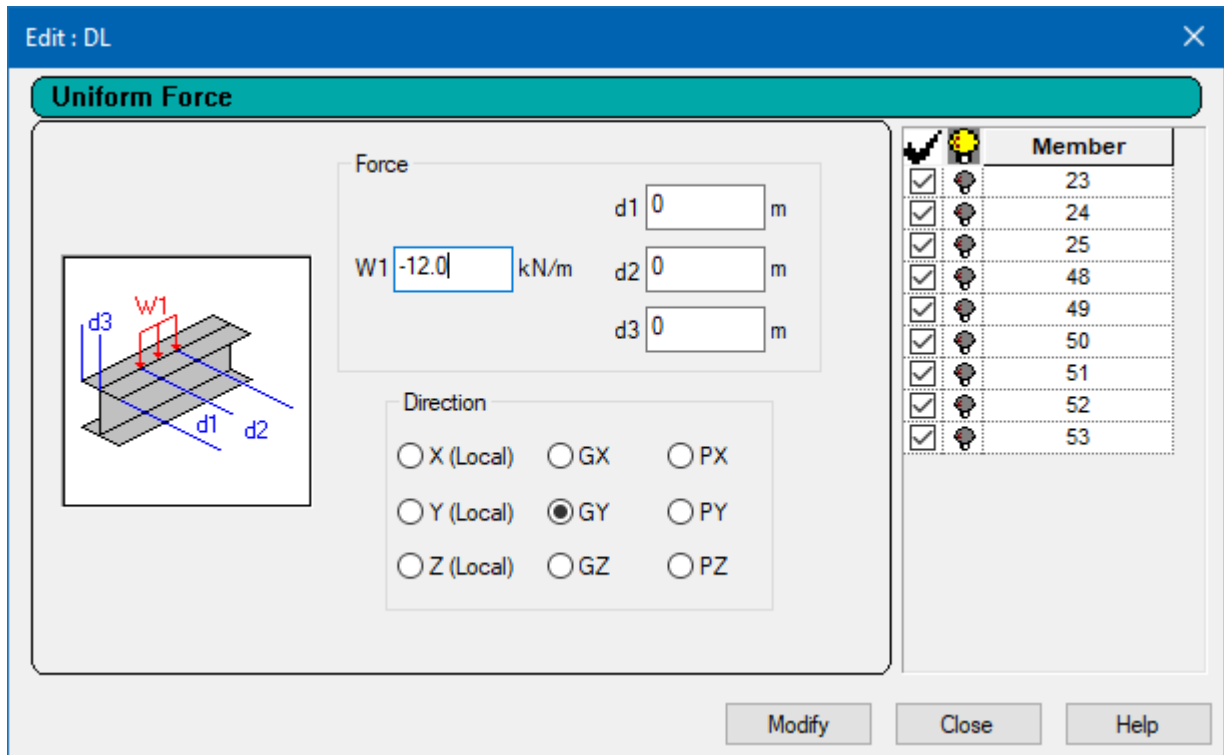 Edit : DL
Uniform Force
Force
d1 0 m
W1 -12.0 kN/m d2 0 m
d3 0 m
W1
d3
d1
d2
Direction
X (Local) GX PX
Y (Local) GY PY
Z (Local) GZ PZ
Member
23
24
25
48
49
50
51
52
53
Modify Close Help